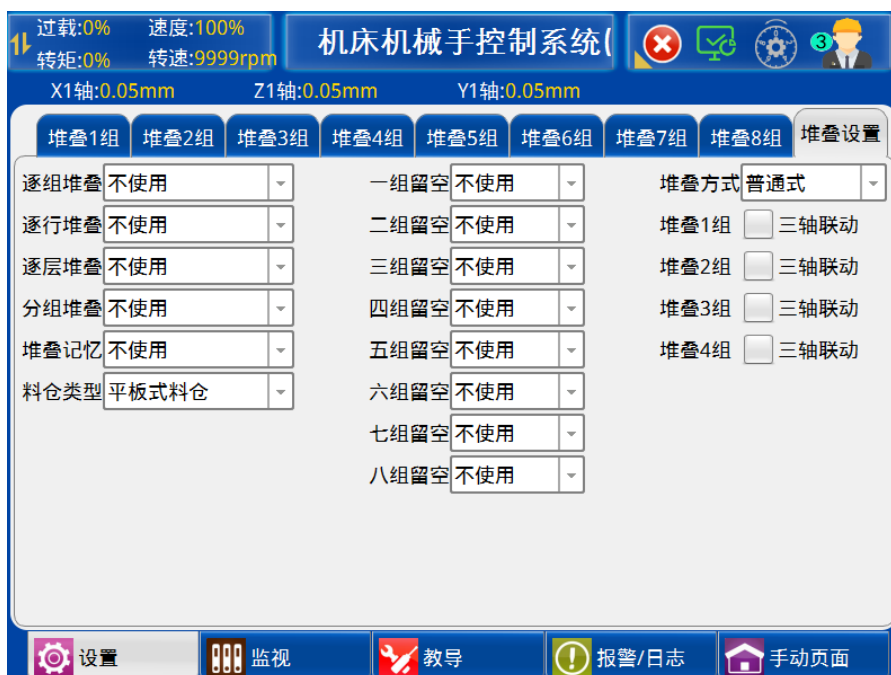 过载:0% 速度:100%
转矩:0% 转速:9999rpm
机床机械手控制系统(
3
X1轴:0.05mm Z1轴:0.05mm Y1轴:0.05mm
堆叠1组 堆叠2组 堆叠3组 堆叠4组 堆叠5组 堆叠6组 堆叠7组 堆叠8组 堆叠设置
逐组堆叠 不使用 一组留空 不使用 堆叠方式 普通式
逐行堆叠 不使用 二组留空 不使用 堆叠1组 三轴联动
逐层堆叠 不使用 三组留空 不使用 堆叠2组 三轴联动
分组堆叠 不使用 四组留空 不使用 堆叠3组 三轴联动
堆叠记忆 不使用 五组留空 不使用 堆叠4组 三轴联动
料仓类型 平板式料仓 六组留空 不使用
七组留空 不使用
八组留空 不使用
设置 监视 教导 报警/日志 手动页面